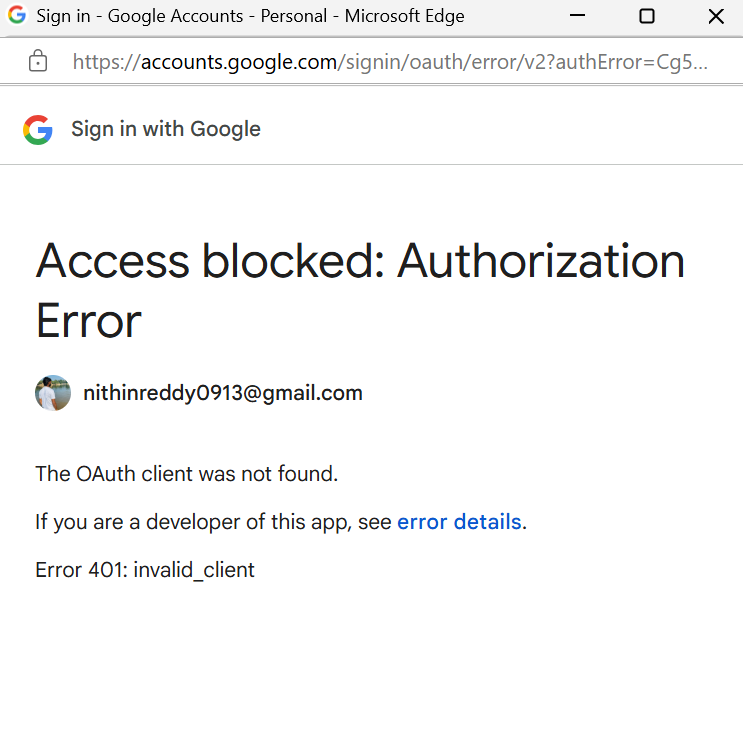 Sign in - Google Accounts - Personal - Microsoft Edge
https://accounts.google.com/signin/oauth/error/v2?authError=Cg5...
Sign in with Google
Access blocked: Authorization
Error
nithinreddy0913@gmail.com
The OAuth client was not found.
If you are a developer of this app, see error details.
Error 401: invalid_client